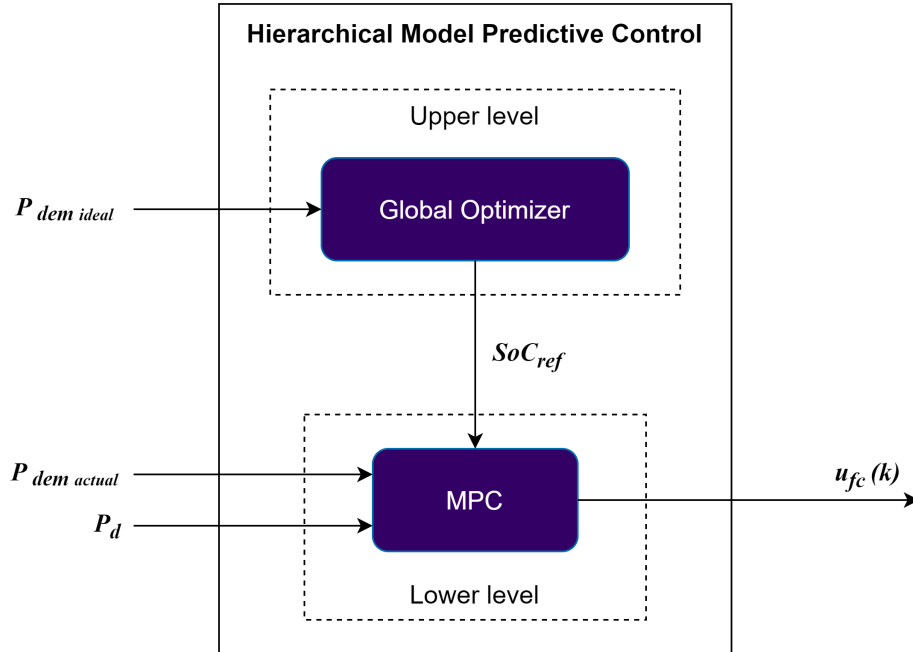 Hierarchical Model Predictive Control
Upper level
P dem ideal
Global Optimizer
SoC ref
P dem actual
MPC
u fc (k)
P d
Lower level